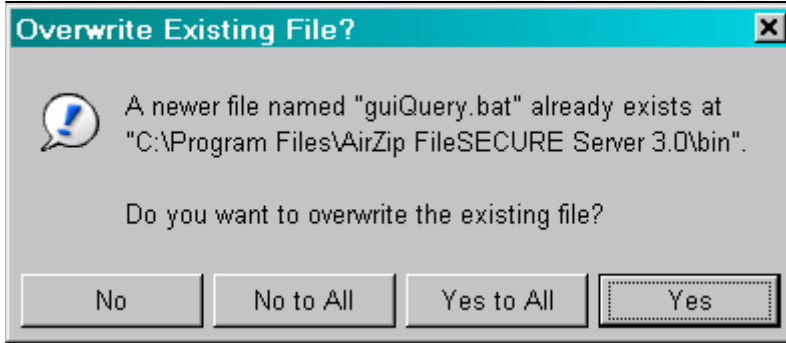 Overwrite Existing File?
A newer file named "guiQuery.bat" already exists at
"C:\Program Files\AirZip FileSECURE Server 3.0\bin".
Do you want to overwrite the existing file?
No No to All Yes to All Yes